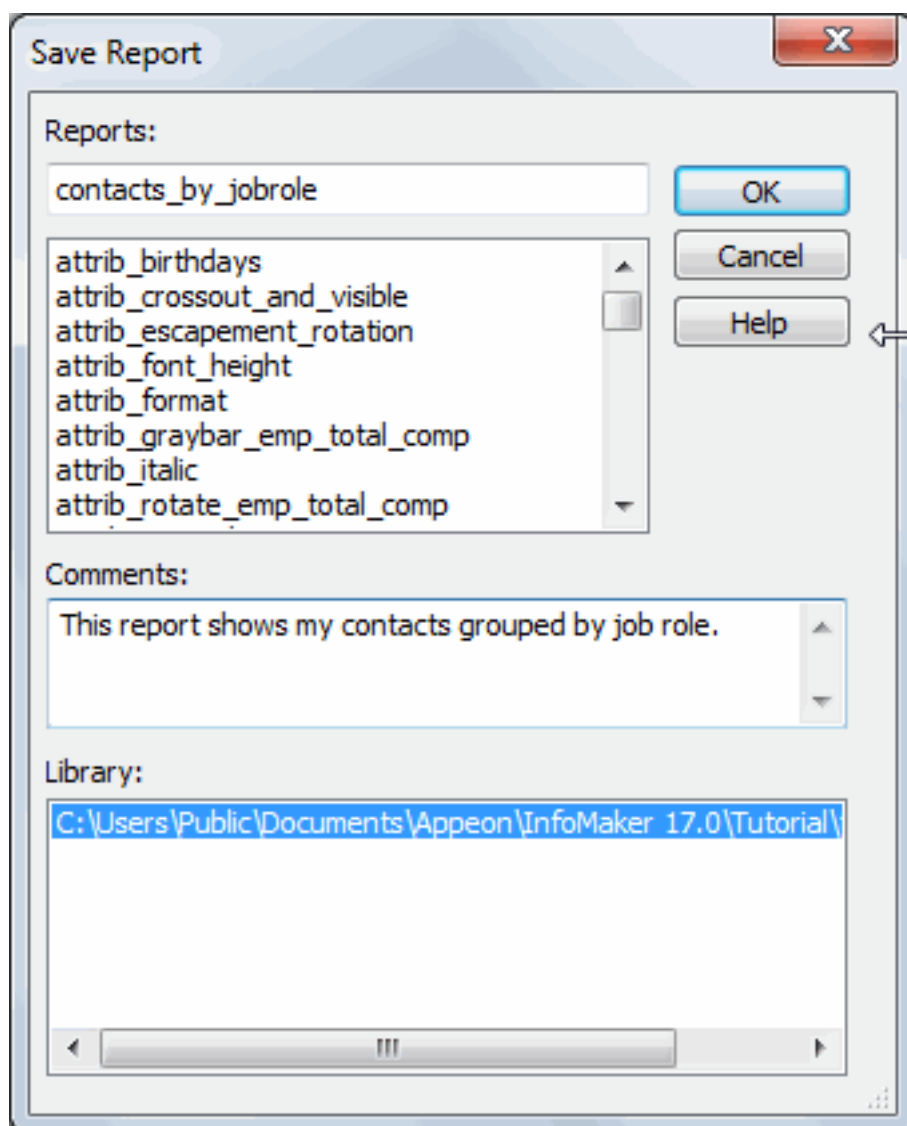 Save Report
Reports:
contacts_by_jobrole
OK
attrib_birthdays
attrib_crossout_and_visible
attrib_escapement_rotation
attrib_font_height
attrib_format
attrib_graybar_emp_total_comp
attrib_italic
attrib_rotate_emp_total_comp
Cancel
Help
Comments:
This report shows my contacts grouped by job role.
Library:
C:\Users\Public\Documents\Appeon\InfoMaker 17.0\Tutorial\